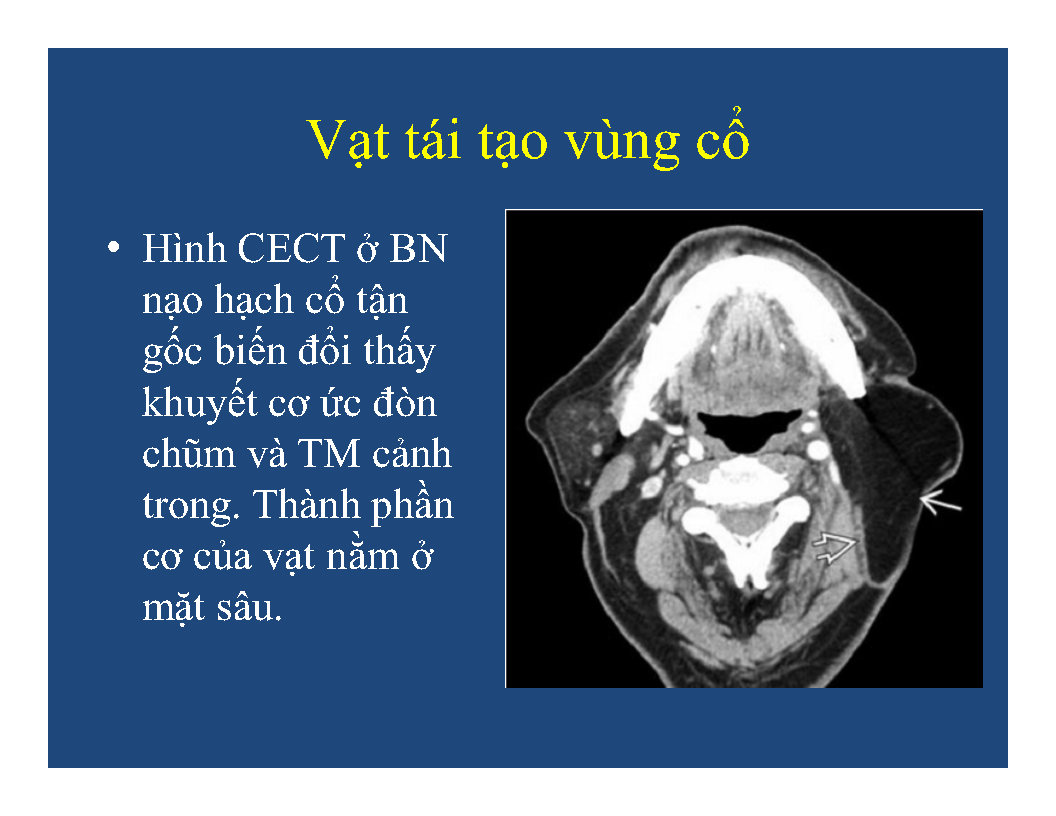 Vạt tái tạo vùng cổ
• Hình CECT ở BN
nạo hạch cổ tận
gốc biến đổi thấy
khuyết cơ ức đòn
chũm và TM cảnh
trong. Thành phần
cơ của vạt nằm ở
mặt sâu.